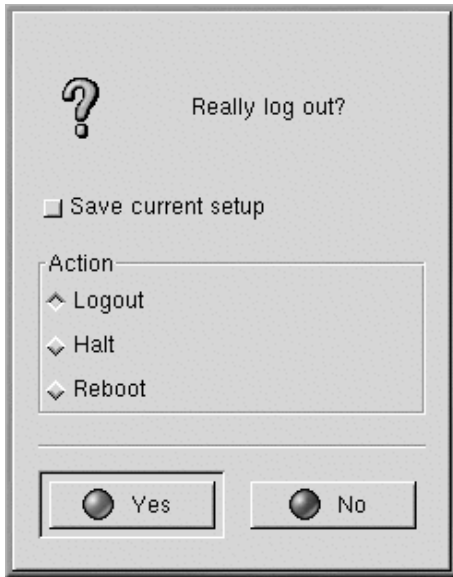 Really log out?
Save current setup
Action
Logout
Halt
Reboot
Yes No